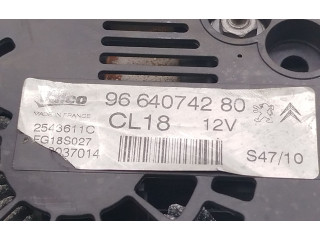 Valeo 96 640742 80
MADE IN FRANCE CL18 12V
2543611C
FG18S027
S47/10